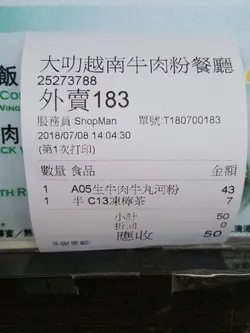 大叻越南牛肉粉餐廳
25273788
外賣183
服務員 ShopMan 單號 T180700183
2018/07/08 14:04:30
(第1次打印)
數量 食品 金額
1 A05生牛肉牛丸河粉 43
1 半 C13凍檸茶 7
小計 50
折回 0
應收 50
飯
肉